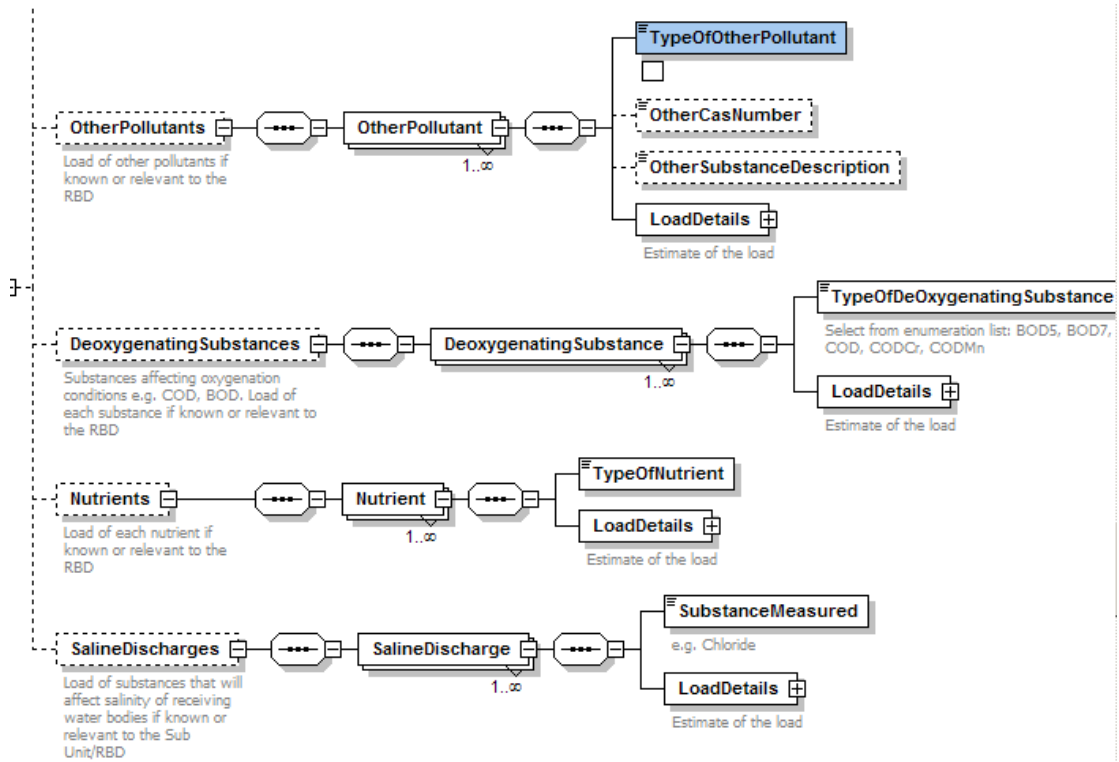 TypeOfOtherPollutant
OtherPollutants
OtherPollutant
OtherCasNumber
Load of other pollutants if
known or relevant to the
RBD
1..∞
OtherSubstanceDescription
LoadDetails
Estimate of the load
TypeOfDeOxygenatingSubstance
DeoxygenatingSubstances
DeoxygenatingSubstance
Select from enumeration list: BOD5, BOD7,
COD, CODCr, CODMn
Substances affecting oxygenation
conditions e.g. COD, BOD. Load of
each substance if known or relevant to
the RBD
1..∞
LoadDetails
Estimate of the load
TypeOfNutrient
Nutrients
Nutrient
Load of each nutrient if
known or relevant to the
RBD
1..∞
LoadDetails
Estimate of the load
SubstanceMeasured
e.g. Chloride
SalineDischarges
SalineDischarge
Load of substances that will
affect salinity of receiving
water bodies if known or
relevant to the Sub
Unit/RBD
1..∞
LoadDetails
Estimate of the load